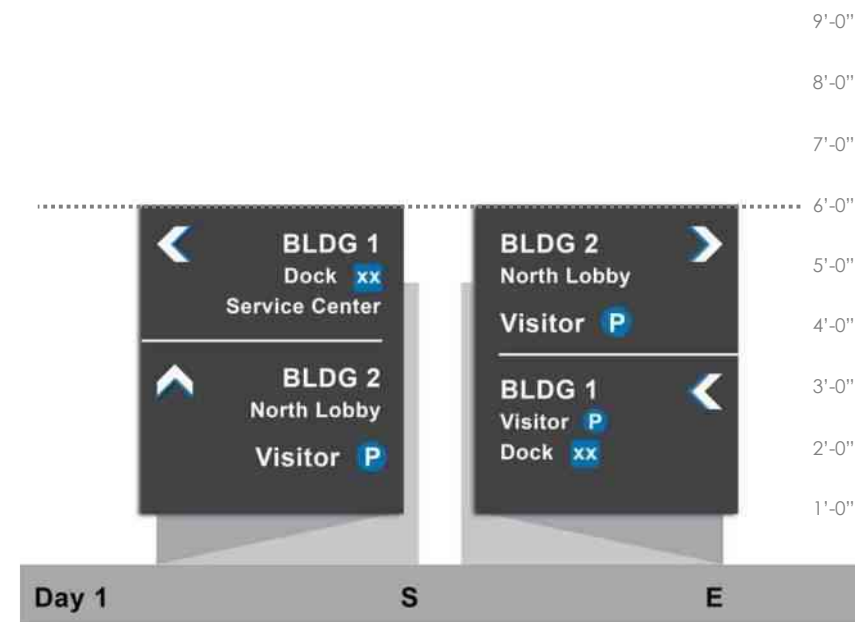 9’-0”
8’-0”
7’-0”
6’-0”
5’-0”
4’-0”
3’-0”
2’-0”
1’-0”
BLDG 1
Dock xx
Service Center
BLDG 2
North Lobby
Visitor P
BLDG 2
North Lobby
Visitor P
BLDG 1
Visitor P
Dock xx
Day 1 S E